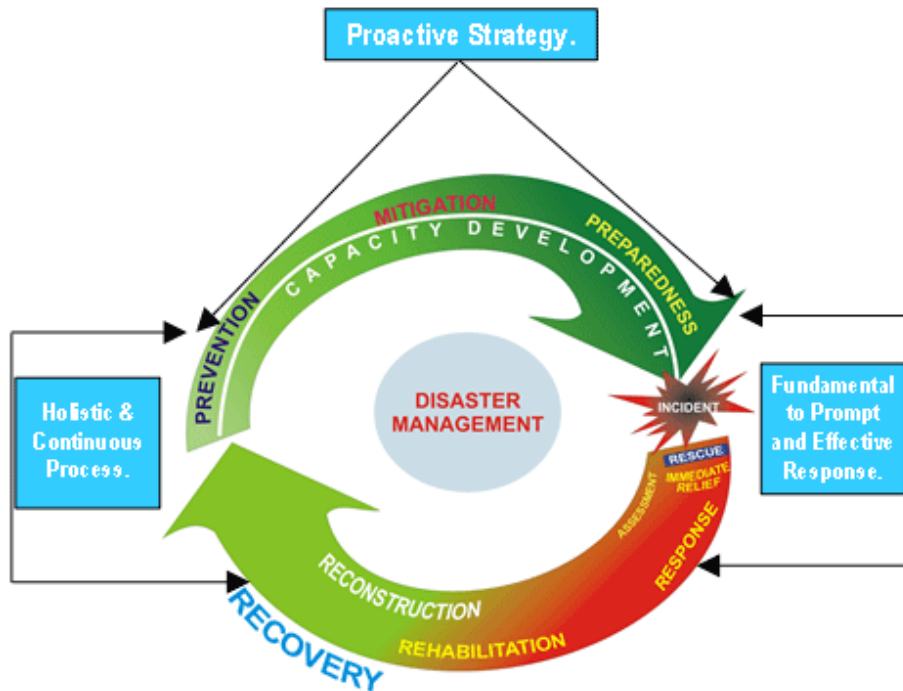 Proactive Strategy.
MITIGATION
CAPACITY DEVELOPMENT
PREPAREDNESS
PREVENTION
Holistic &
Continuous
Process.
DISASTER
MANAGEMENT
INCIDENT
Fundamental
to Prompt
and Effective
Response.
RESCUE
IMMEDIATE
RELIEF
ASSESSMENT
RESPONSE
RECONSTRUCTION
REHABILITATION
RECOVERY